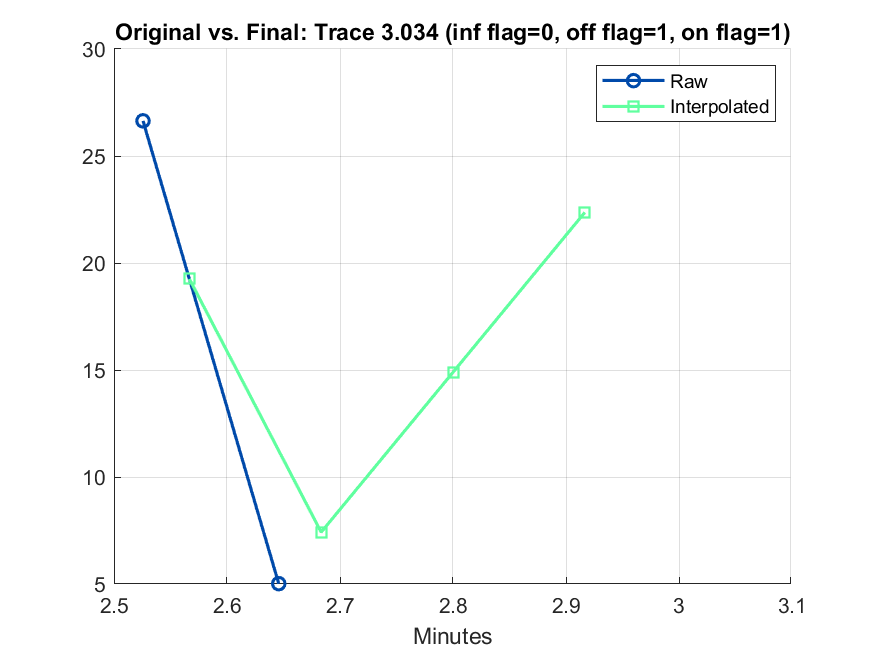 Original vs. Final: Trace 3.034 (inf flag=0, off flag=1, on flag=1)
30
25
20
15
10
5
Raw
Interpolated
2.5 2.6 2.7 2.8 2.9 3 3.1
Minutes